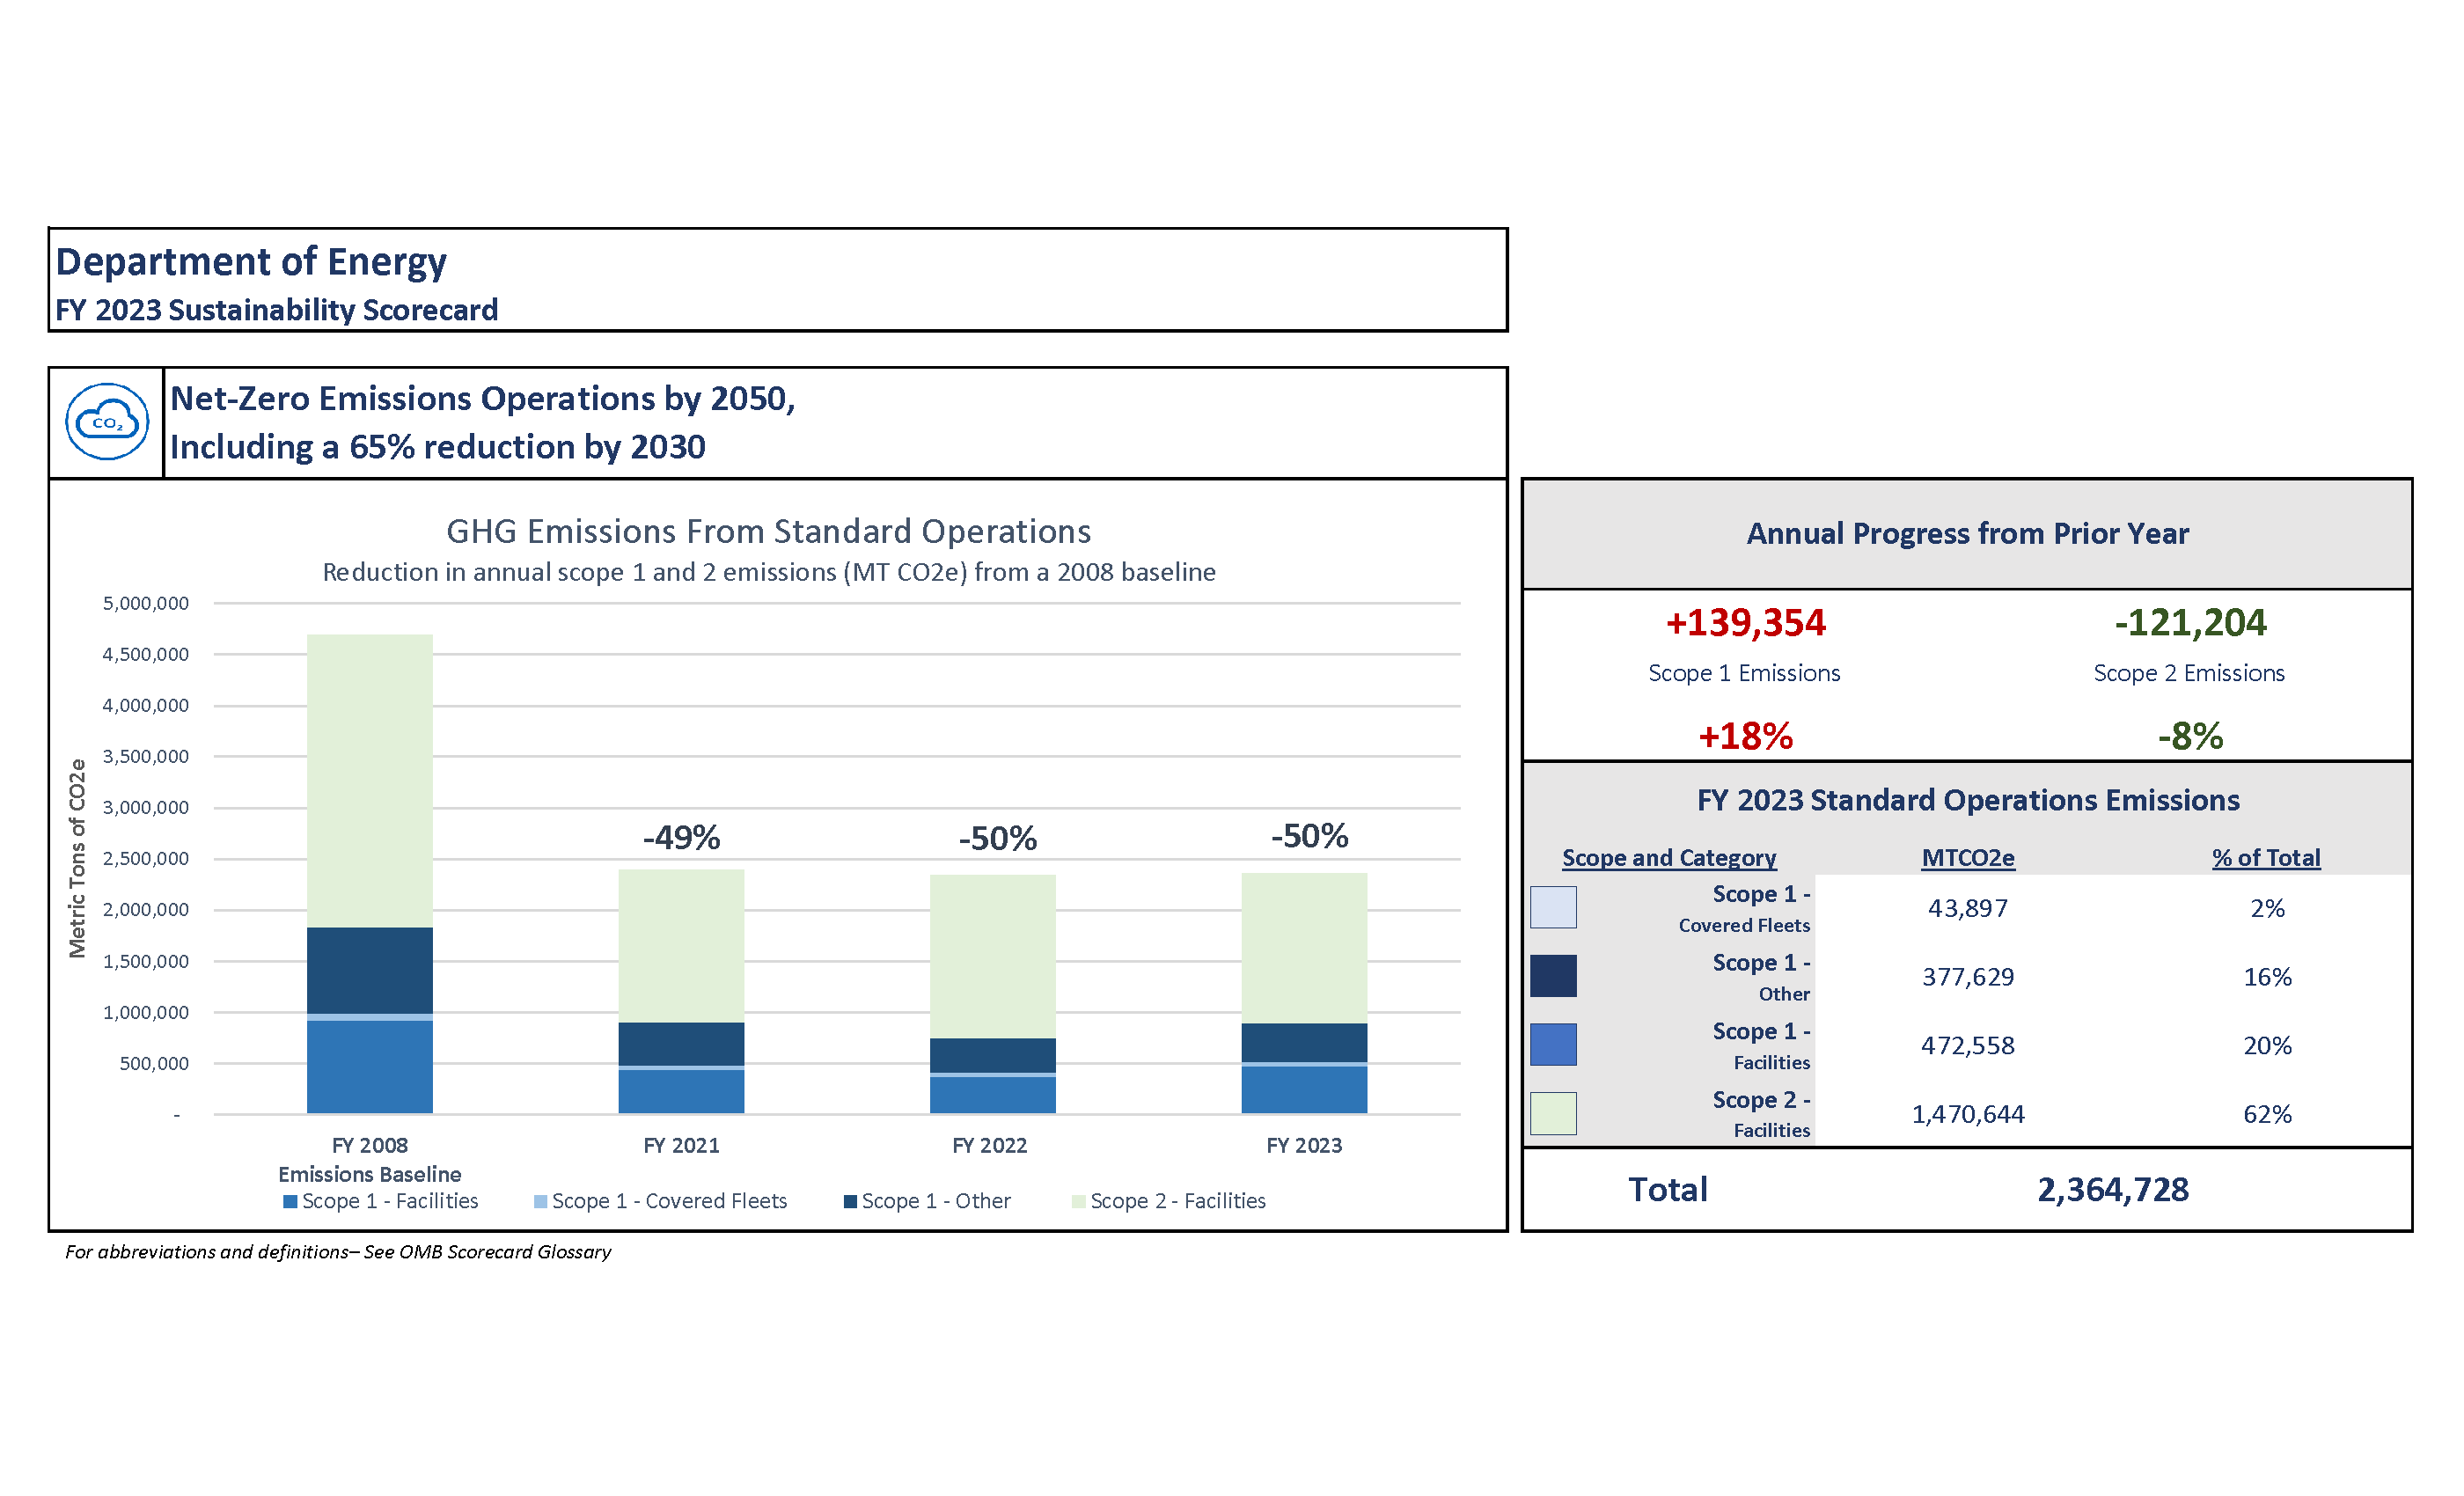 Department of Energy
FY 2023 Sustainability Scorecard
CO₂
Net-Zero Emissions Operations by 2050,
Including a 65% reduction by 2030
GHG Emissions From Standard Operations
Reduction in annual scope 1 and 2 emissions (MT CO2e) from a 2008 baseline
Metric Tons of CO2e
5,000,000
4,500,000
4,000,000
3,500,000
3,000,000
2,500,000
2,000,000
1,500,000
1,000,000
500,000
-
-49%
-50%
-50%
FY 2008
Emissions Baseline
FY 2021
FY 2022
FY 2023
Scope 1 - Facilities
Scope 1 - Covered Fleets
Scope 1 - Other
Scope 2 - Facilities
For abbreviations and definitions– See OMB Scorecard Glossary
Annual Progress from Prior Year
+139,354 -121,204
Scope 1 Emissions Scope 2 Emissions
+18% -8%
FY 2023 Standard Operations Emissions
Scope and Category MTCO2e % of Total
Scope 1 -
Covered Fleets 43,897 2%
Scope 1 -
Other 377,629 16%
Scope 1 -
Facilities 472,558 20%
Scope 2 -
Facilities 1,470,644 62%
Total 2,364,728